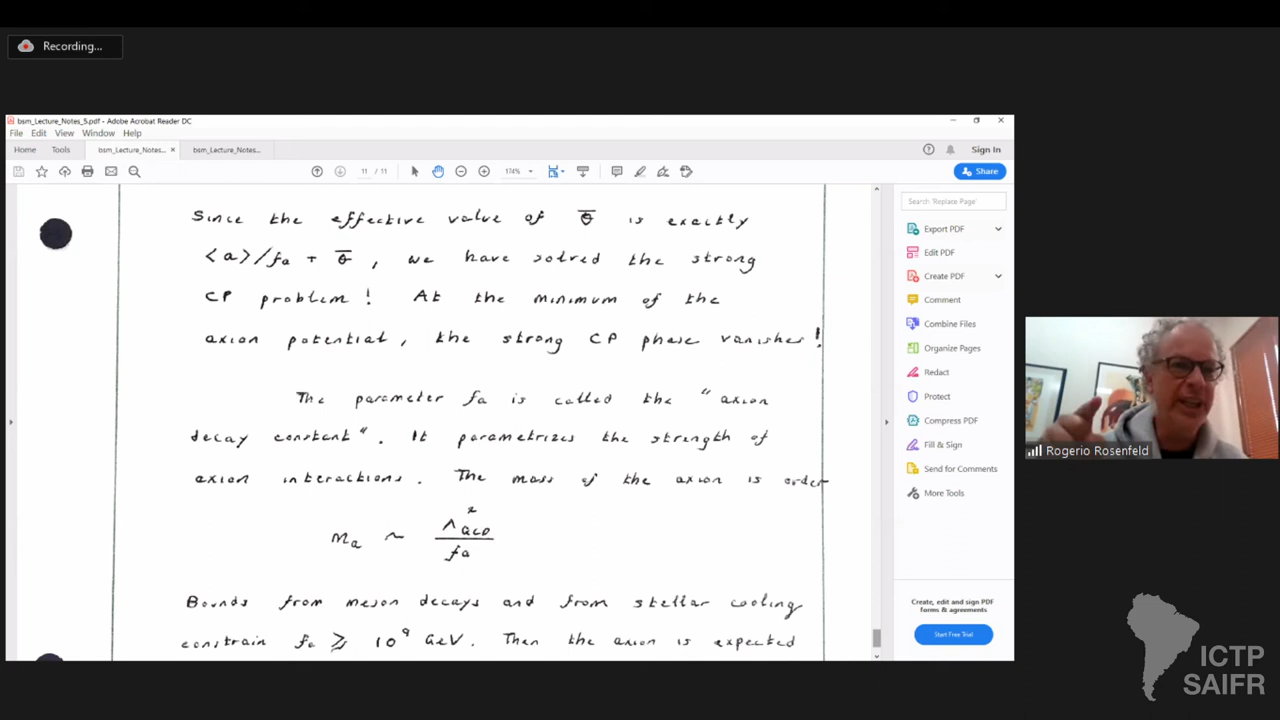 Recording...
bsm_Lecture_Notes_5.pdf - Adobe Acrobat Reader DC
File Edit View Window Help
Home Tools bsm_Lecture_Notes... × bsm_Lecture_Notes... Sign In
11 / 11 174% Share
Since the effective value of θ̅ is exactly
<a>/fa + θ̅, we have solved the strong
CP problem! At the minimum of the
axion potential, the strong CP phase vanishes!
The parameter fa is called the "axion
decay constant". It parametrizes the strength of
axion interactions. The mass of the axion is order
ma ~ Λ²QCD / fa
Bounds from meson decays and from stellar cooling
constrain fa ≥ 10⁹ GeV. Then the axion is expected
Search 'Replace Page'
Export PDF
Edit PDF
Create PDF
Comment
Combine Files
Organize Pages
Redact
Protect
Compress PDF
Fill & Sign
Send for Comments
More Tools
Create, edit and sign PDF
forms & agreements
Start Free Trial
Rogerio Rosenfeld
ICTP
SAIFR